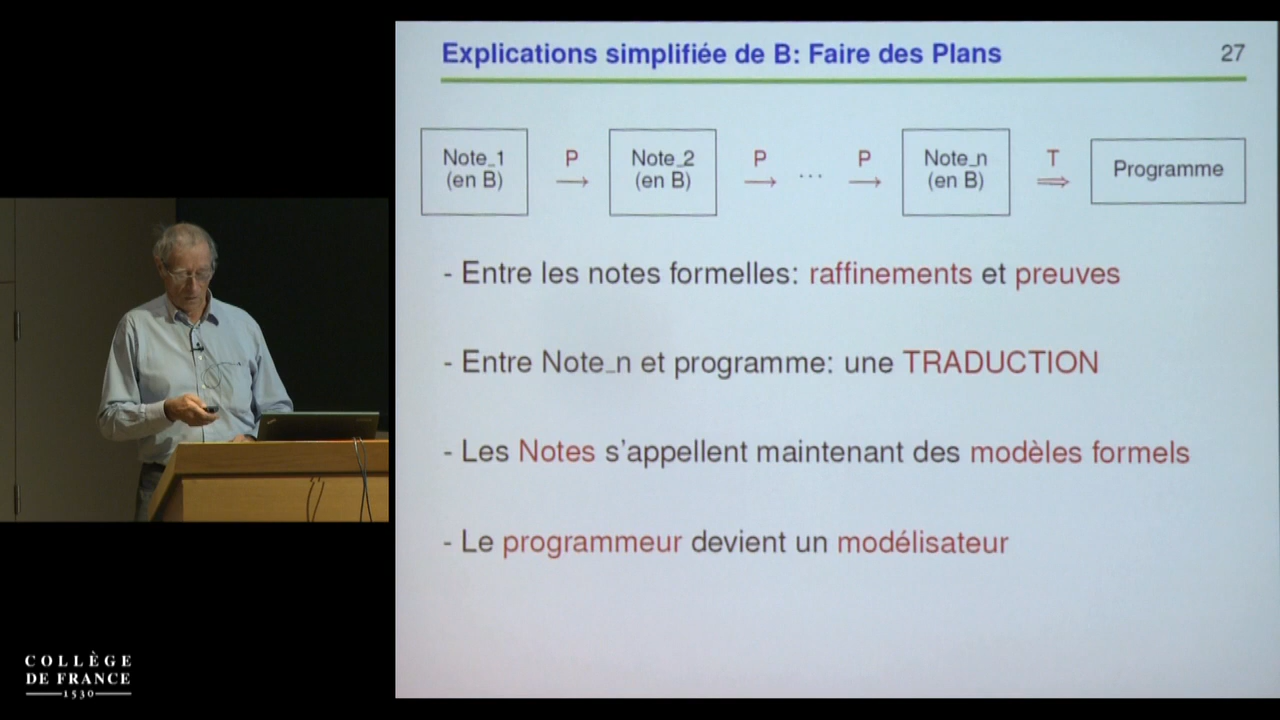 Explications simplifiée de B: Faire des Plans 27
Note_1 P Note_2 P ... P Note_n T Programme
(en B) (en B) (en B)
- Entre les notes formelles: raffinements et preuves
- Entre Note_n et programme: une TRADUCTION
- Les Notes s'appellent maintenant des modèles formels
- Le programmeur devient un modélisateur
COLLÈGE
DE FRANCE
1530